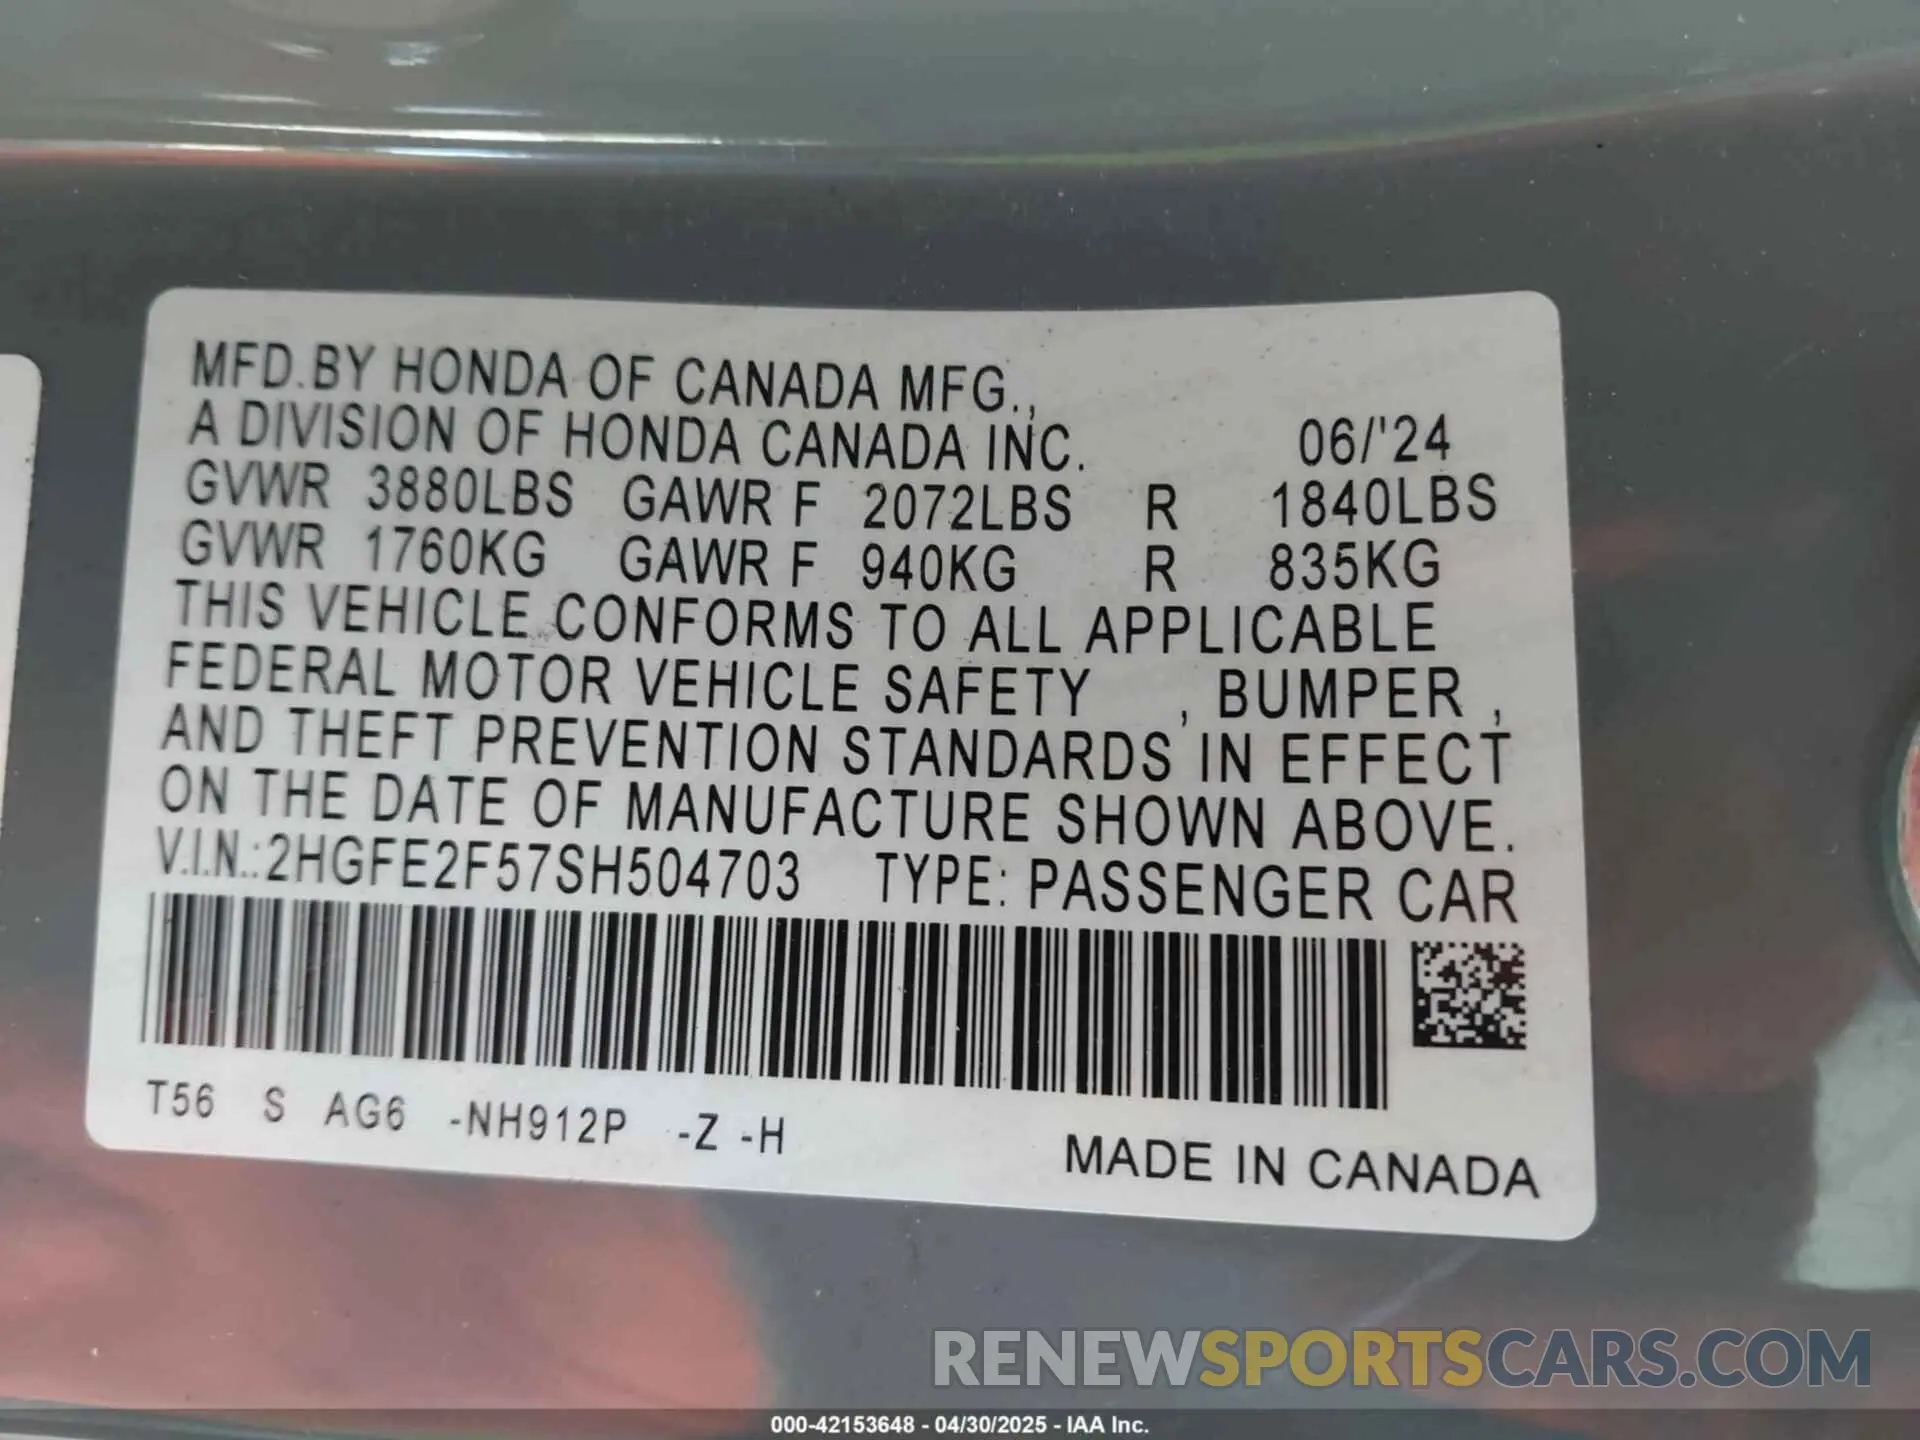 MFD.BY HONDA OF CANADA MFG.,
A DIVISION OF HONDA CANADA INC. 06/'24
GVWR 3880LBS GAWR F 2072LBS R 1840LBS
GVWR 1760KG GAWR F 940KG R 835KG
THIS VEHICLE CONFORMS TO ALL APPLICABLE
FEDERAL MOTOR VEHICLE SAFETY , BUMPER ,
AND THEFT PREVENTION STANDARDS IN EFFECT
ON THE DATE OF MANUFACTURE SHOWN ABOVE.
V.I.N.:2HGFE2F57SH504703 TYPE: PASSENGER CAR
T56 S AG6 -NH912P -Z -H
MADE IN CANADA
RENEWSPORTSCARS.COM
000-42153648 - 04/30/2025 - IAA Inc.